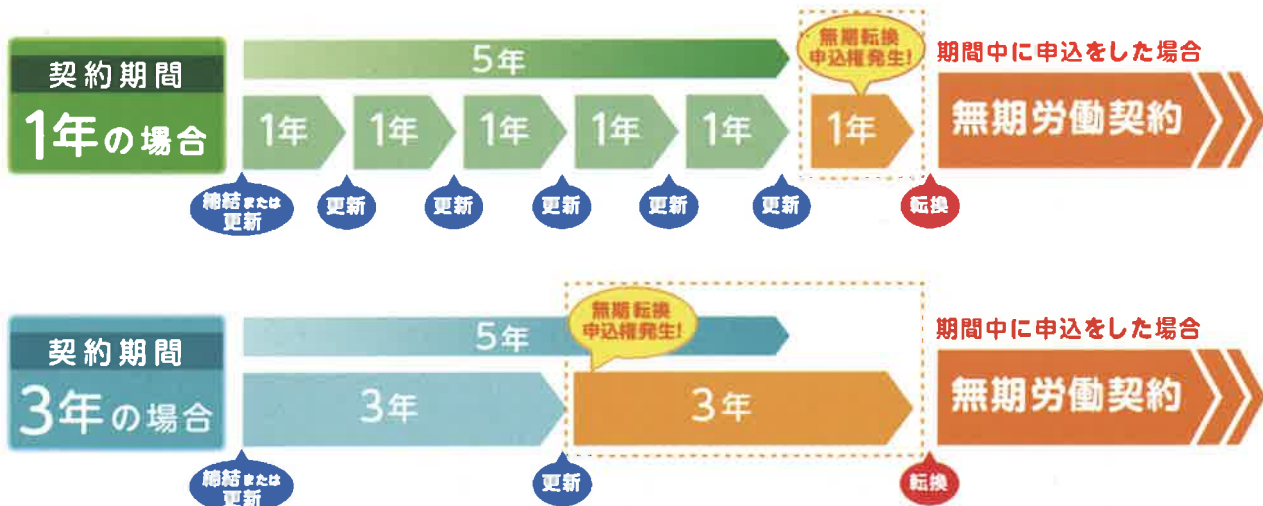 契約期間
1年の場合
5年
1年
1年
1年
1年
1年
無期転換
申込権発生!
1年
期間中に申込をした場合
無期労働契約
締結または
更新
更新
更新
更新
更新
更新
転換
契約期間
3年の場合
5年
3年
無期転換
申込権発生!
3年
期間中に申込をした場合
無期労働契約
締結または
更新
更新
転換